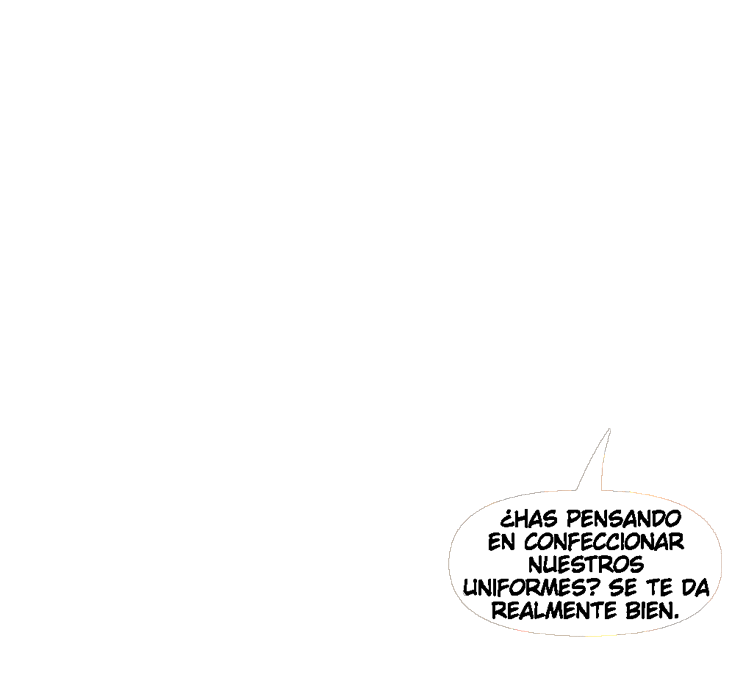 ¿HAS PENSANDO
EN CONFECCIONAR
NUESTROS
UNIFORMES? SE TE DA
REALMENTE BIEN.